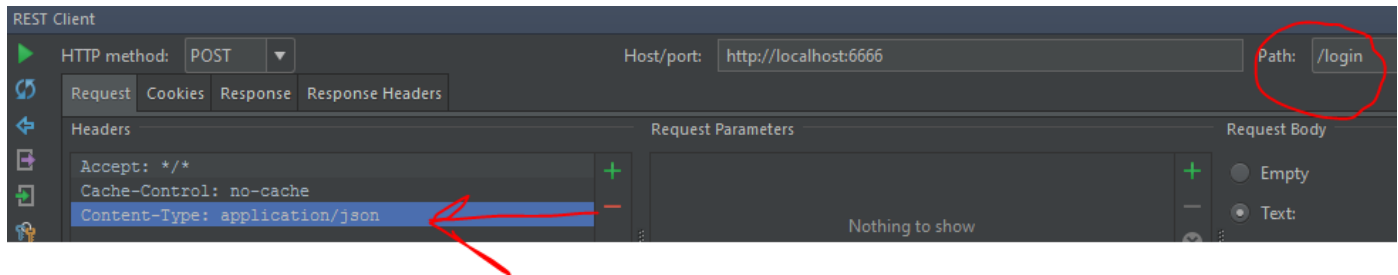 REST Client
HTTP method: POST Host/port: http://localhost:6666 Path: /login
Request Cookies Response Response Headers
Headers Request Parameters Request Body
Accept: */*
Cache-Control: no-cache
Content-Type: application/json
Nothing to show
Empty
Text: